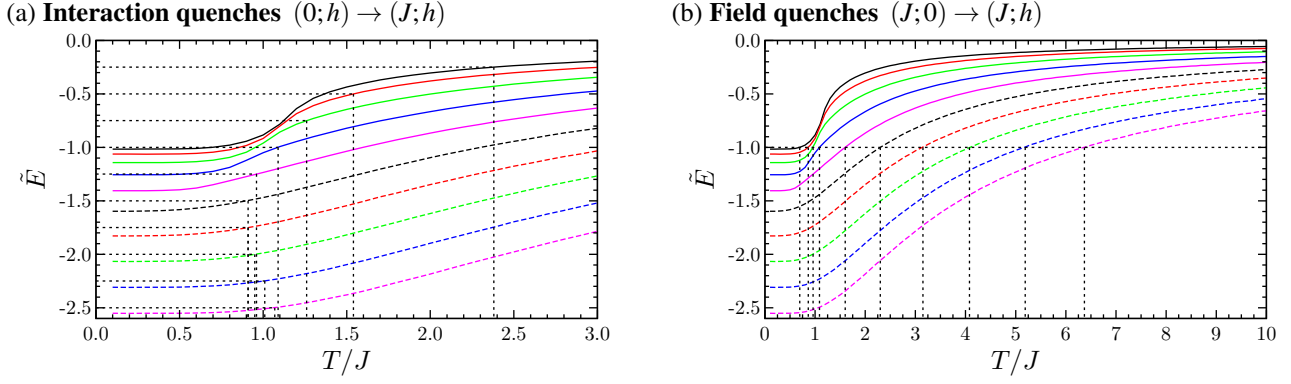 (a) Interaction quenches (0;h) → (J;h)
0.0
-0.5
-1.0
-1.5
-2.0
-2.5
Ẽ
0.0 0.5 1.0 1.5 2.0 2.5 3.0
T/J
(b) Field quenches (J;0) → (J;h)
0.0
-0.5
-1.0
-1.5
-2.0
-2.5
Ẽ
0 1 2 3 4 5 6 7 8 9 10
T/J